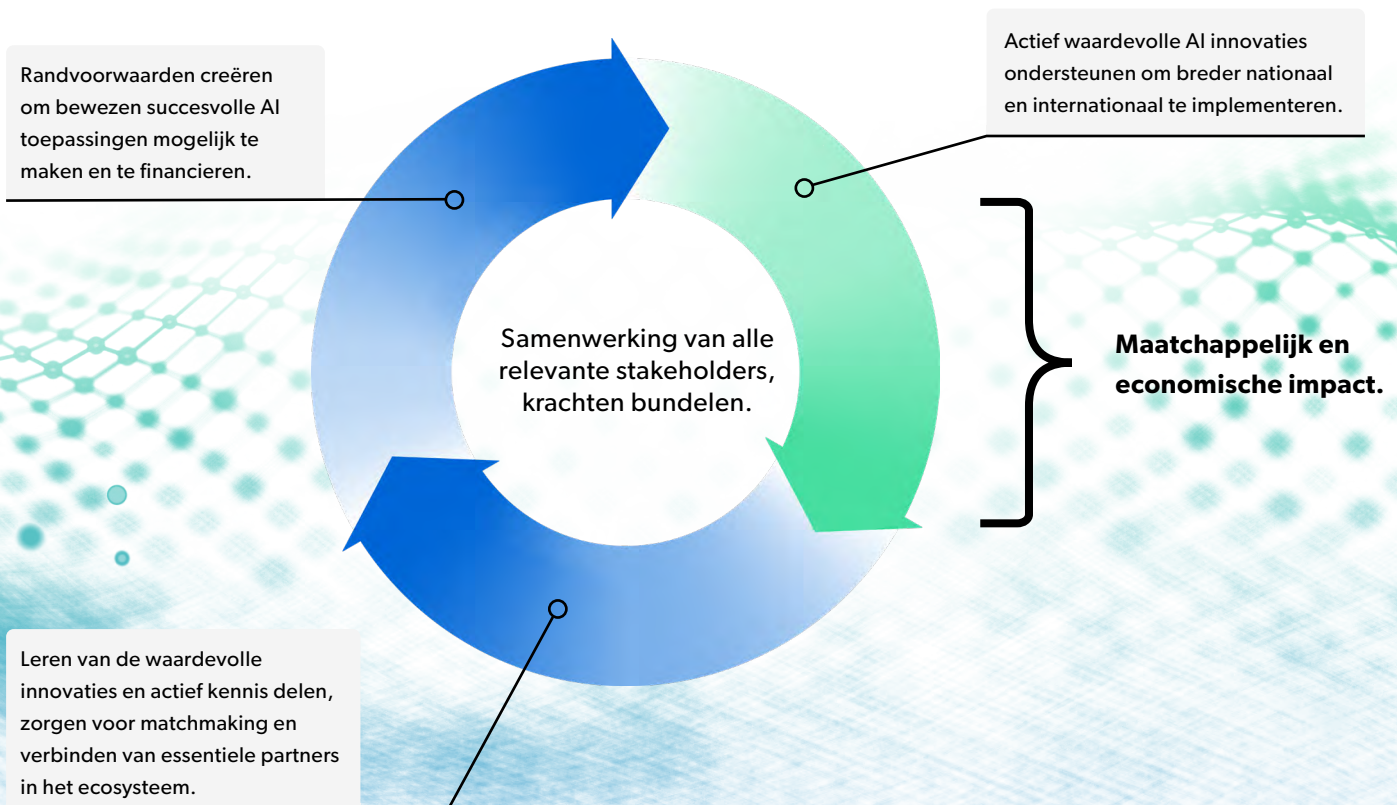 Randvoorwaarden creëren
om bewezen succesvolle AI
toepassingen mogelijk te
maken en te financieren.
Actief waardevolle AI innovaties
ondersteunen om breder nationaal
en internationaal te implementeren.
Samenwerking van alle
relevante stakeholders,
krachten bundelen.
Maatchappelijk en
economische impact.
Leren van de waardevolle
innovaties en actief kennis delen,
zorgen voor matchmaking en
verbinden van essentiele partners
in het ecosysteem.